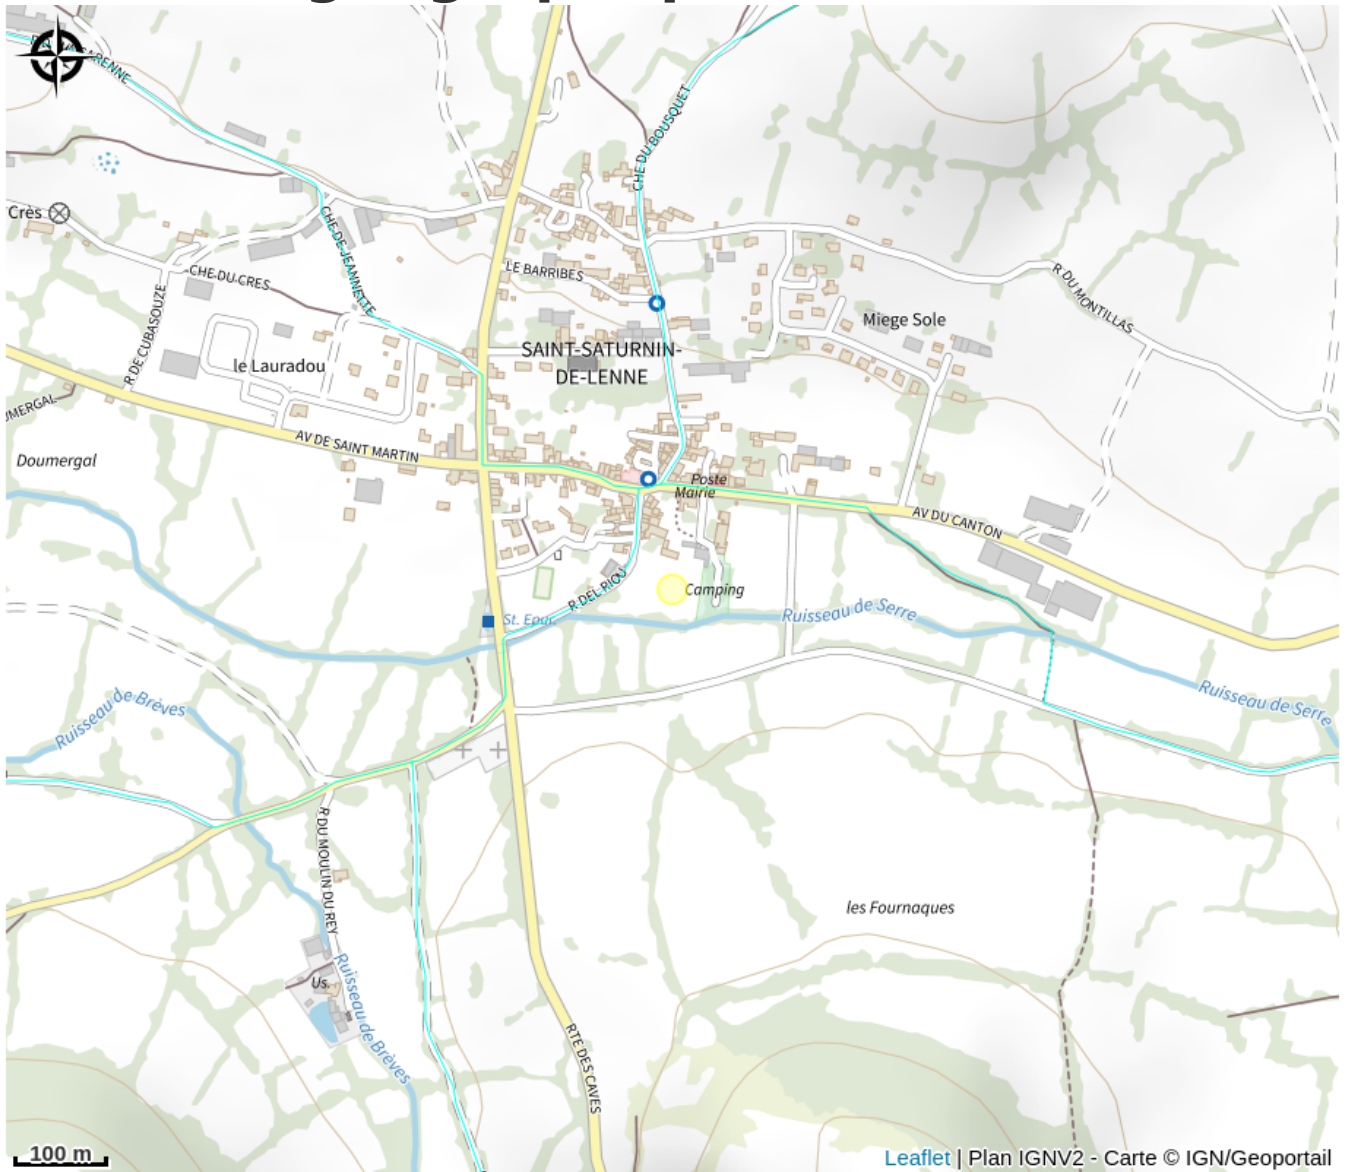 CHE DU BOUSQUET
Crès
CHE DE JEANNETTE
CHE DU CRES
LE BARRIBES
R DU MONTILLAS
R DE CUBASOUZE
Miege Sole
SAINT-SATURNIN-
DE-LENNE
le Lauradou
UMERGAL
AV DE SAINT MARTIN
Doumergal
Poste
Mairie
AV DU CANTON
R DEL RIOU
Camping
St. Epur.
Ruisseau de Serre
Ruisseau de Serre
Ruisseau de Brèves
R DU MOULIN DU REY
les Fournaques
Us.
Ruisseau de Brèves
RTE DES CAVES
100 m
Leaflet | Plan IGNV2 - Carte © IGN/Geoportail